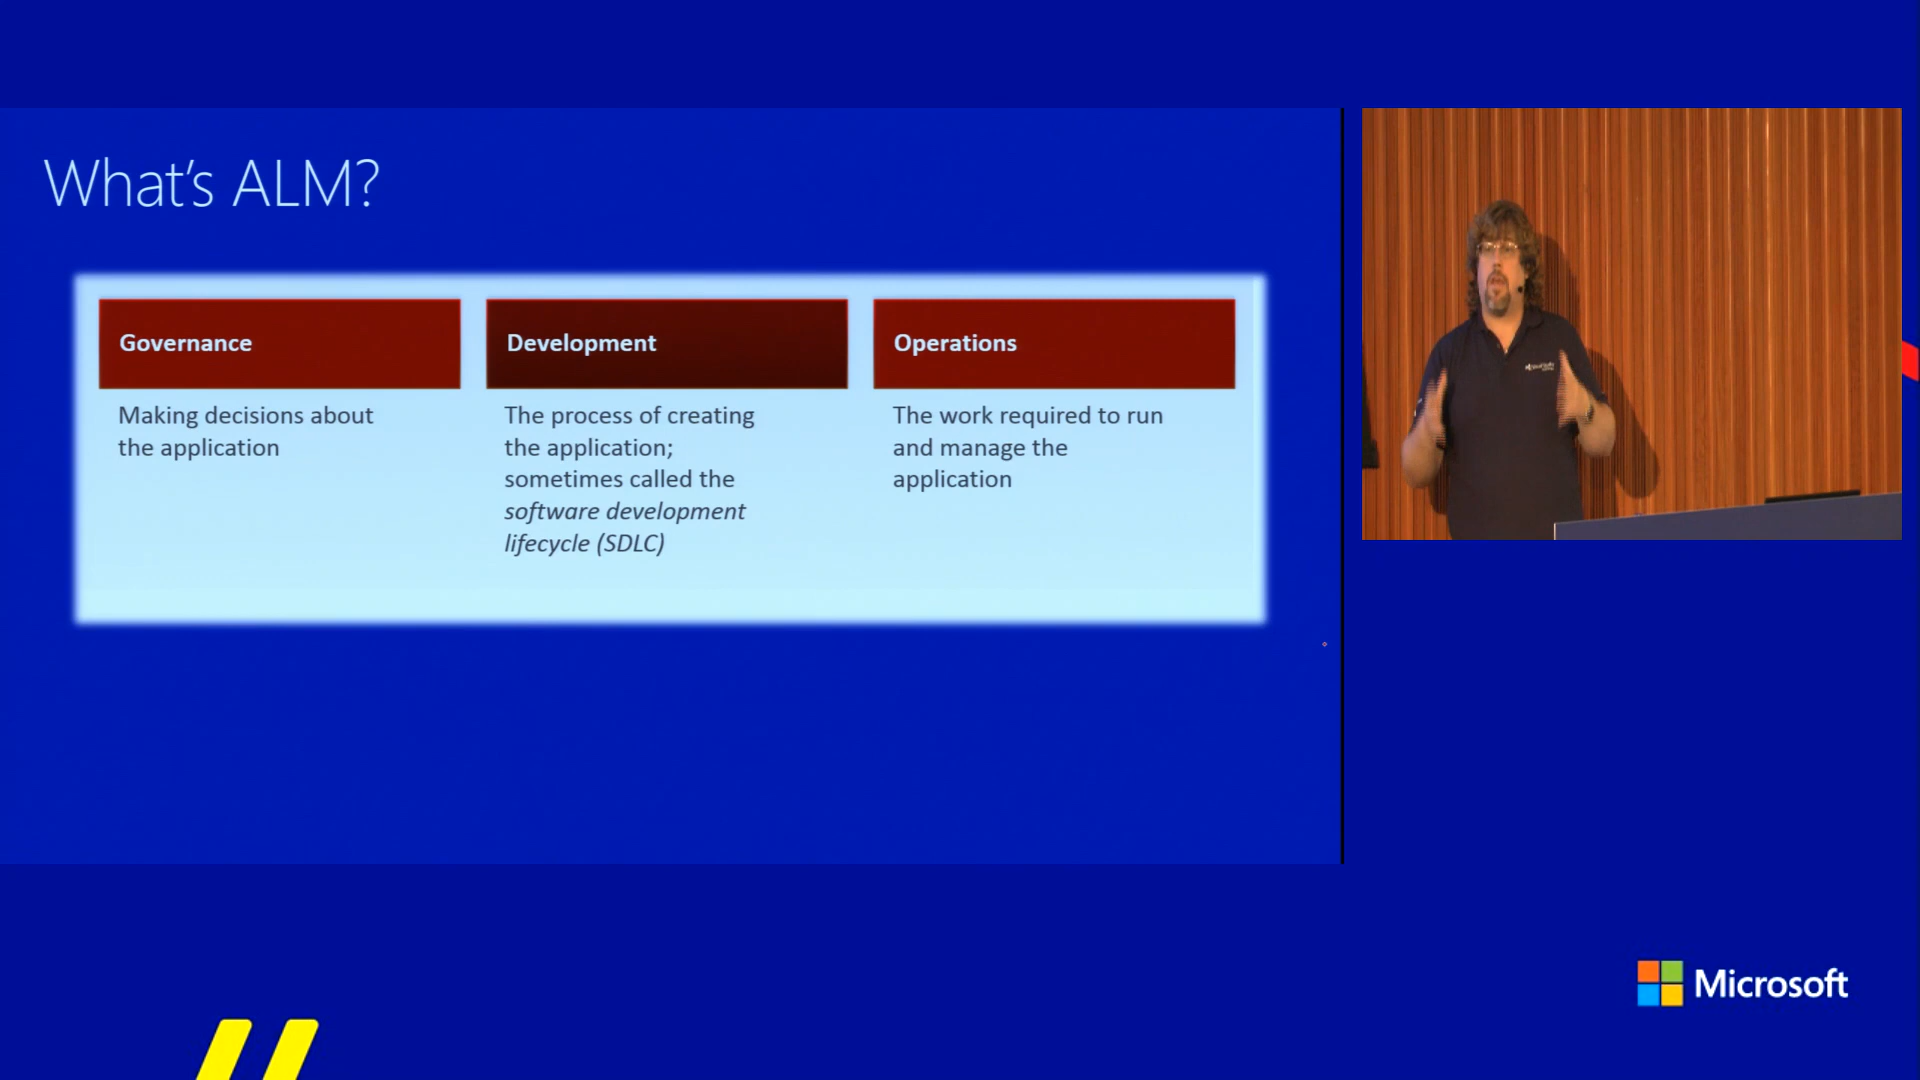 What's ALM?
Governance
Making decisions about
the application
Development
The process of creating
the application;
sometimes called the
software development
lifecycle (SDLC)
Operations
The work required to run
and manage the
application
Microsoft